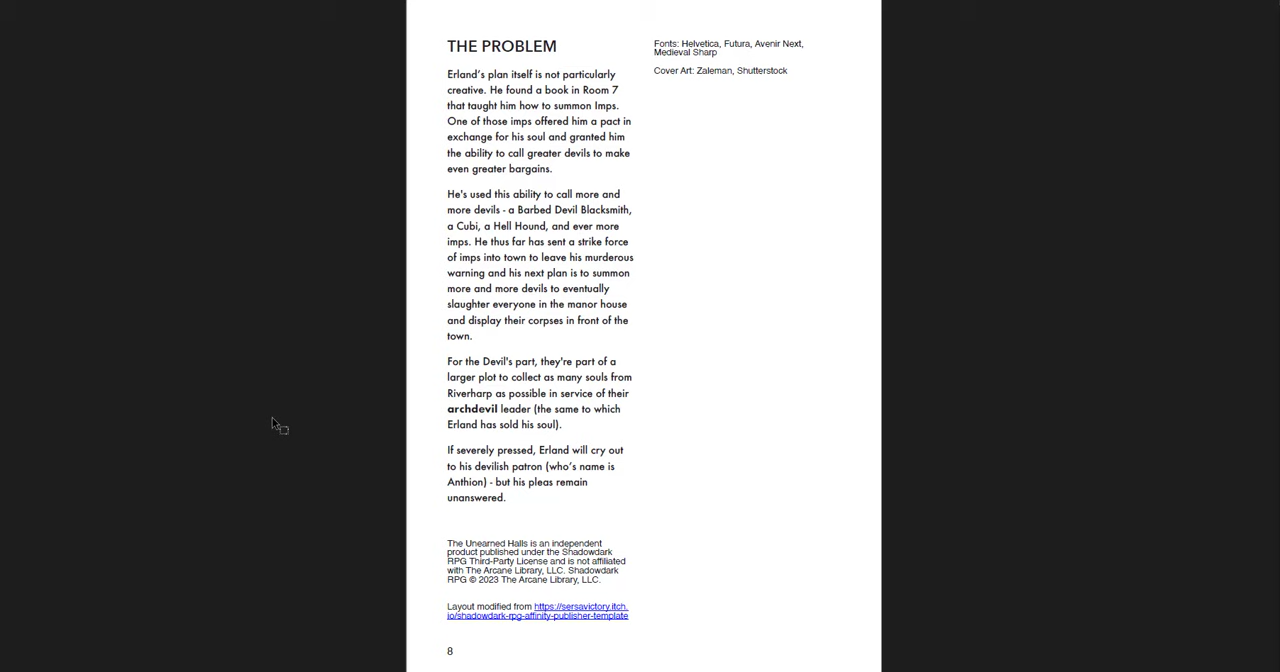 THE PROBLEM
Erland’s plan itself is not particularly
creative. He found a book in Room 7
that taught him how to summon Imps.
One of those imps offered him a pact in
exchange for his soul and granted him
the ability to call greater devils to make
even greater bargains.
He's used this ability to call more and
more devils - a Barbed Devil Blacksmith,
a Cubi, a Hell Hound, and ever more
imps. He thus far has sent a strike force
of imps into town to leave his murderous
warning and his next plan is to summon
more and more devils to eventually
slaughter everyone in the manor house
and display their corpses in front of the
town.
For the Devil's part, they're part of a
larger plot to collect as many souls from
Riverharp as possible in service of their
archdevil leader (the same to which
Erland has sold his soul).
If severely pressed, Erland will cry out
to his devilish patron (who’s name is
Anthion) - but his pleas remain
unanswered.
The Unearned Halls is an independent
product published under the Shadowdark
RPG Third-Party License and is not affiliated
with The Arcane Library, LLC. Shadowdark
RPG © 2023 The Arcane Library, LLC.
Layout modified from https://sersavictory.itch.
io/shadowdark-rpg-affinity-publisher-template
8
Fonts: Helvetica, Futura, Avenir Next,
Medieval Sharp
Cover Art: Zaleman, Shutterstock